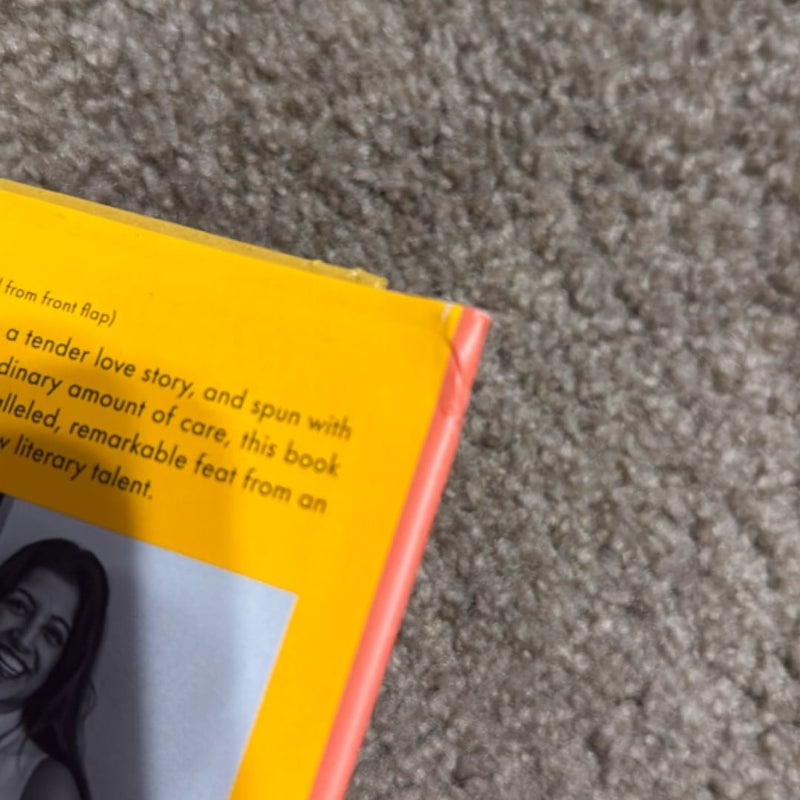 from front flap)
a tender love story, and spun with
amount of care, this book
remarkable feat from an
literary talent.